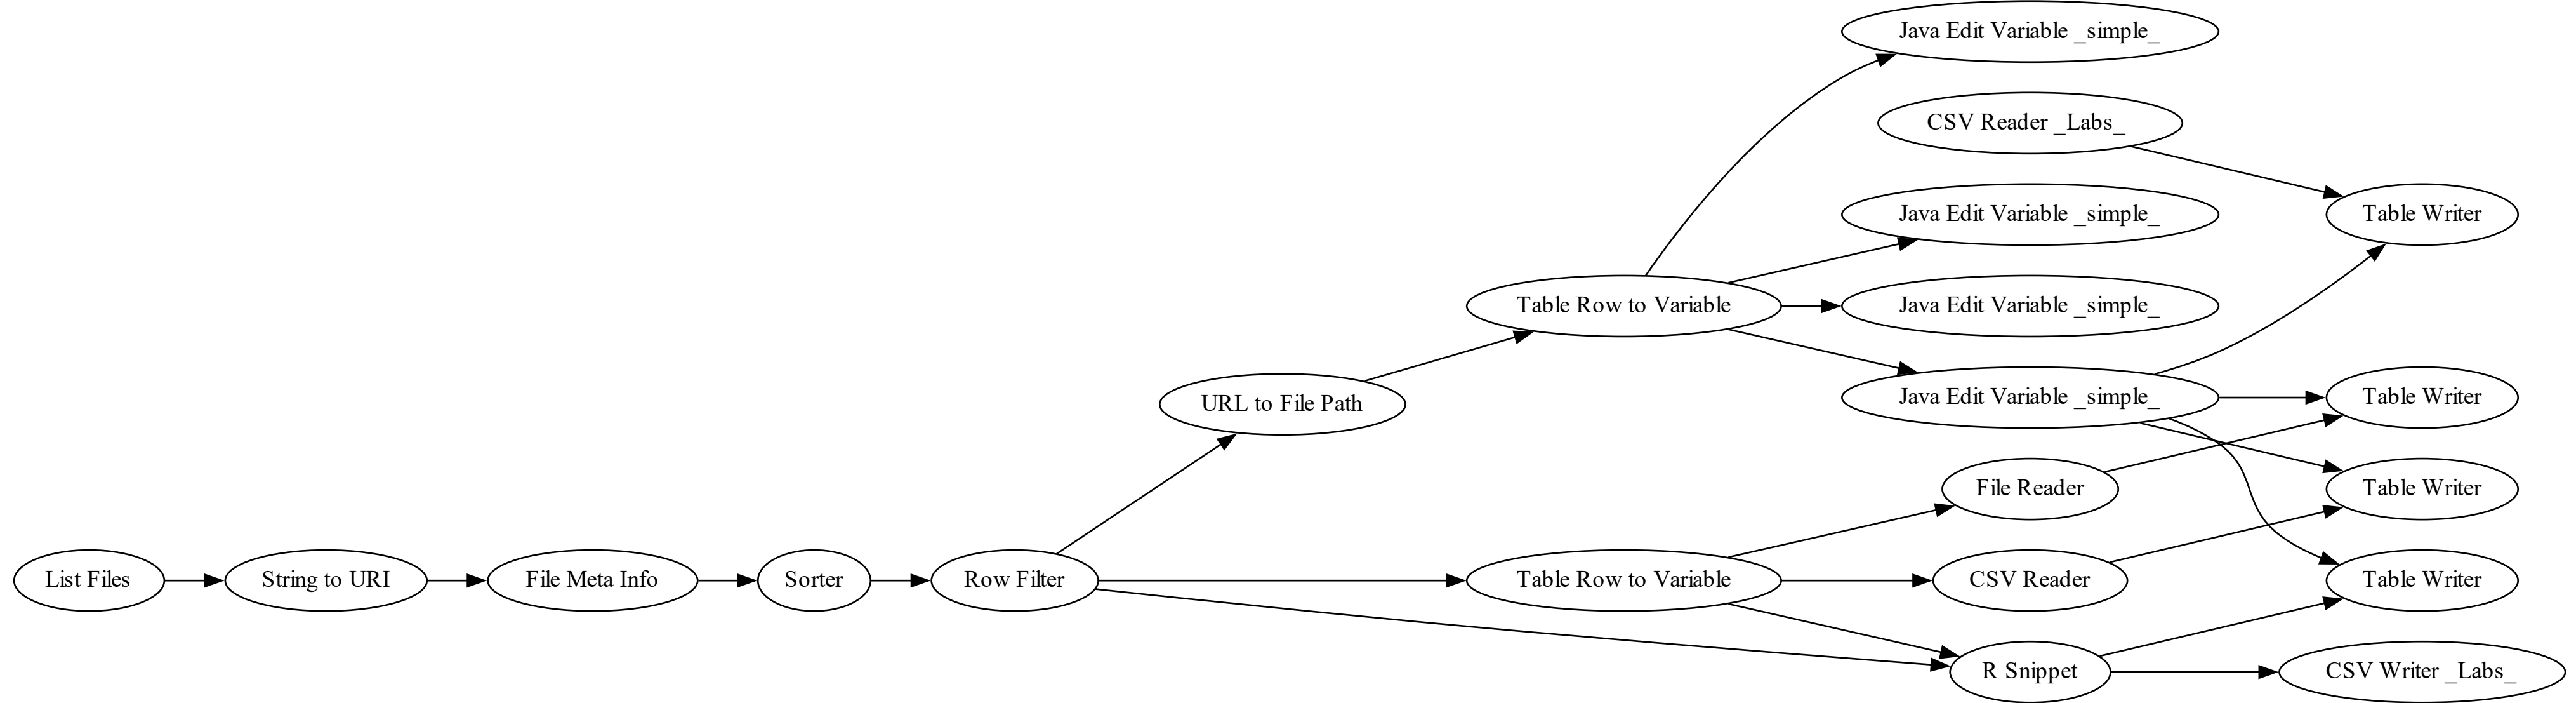 Java Edit Variable _simple_
CSV Reader _Labs_
Java Edit Variable _simple_
Table Writer
Table Row to Variable
Java Edit Variable _simple_
URL to File Path
Java Edit Variable _simple_
Table Writer
File Reader
Table Writer
List Files
String to URI
File Meta Info
Sorter
Row Filter
Table Row to Variable
CSV Reader
Table Writer
R Snippet
CSV Writer _Labs_